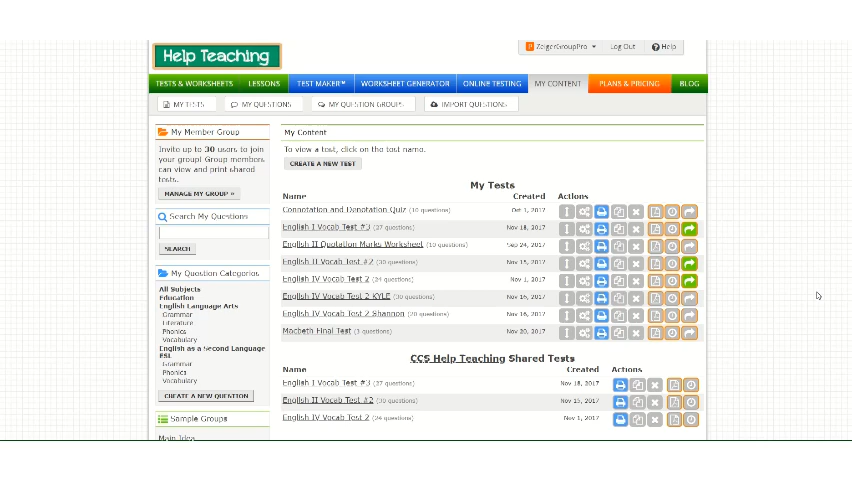 Help Teaching
ZeigerGroupPro Log Out Help
TESTS & WORKSHEETS LESSONS TEST MAKER™ WORKSHEET GENERATOR ONLINE TESTING MY CONTENT PLANS & PRICING BLOG
MY TESTS MY QUESTIONS MY QUESTION GROUPS IMPORT QUESTIONS
My Member Group
Invite up to 30 users to join
your group! Group members
can view and print shared
tests.
MANAGE MY GROUP »
Search My Questions
SEARCH
My Question Categories
All Subjects
Education
English Language Arts
Grammar
Literature
Phonics
Vocabulary
English as a Second Language
ESL
Grammar
Phonics
Vocabulary
CREATE A NEW QUESTION
Sample Groups
Main Idea
My Content
To view a test, click on the test name.
CREATE A NEW TEST
My Tests
Name Created Actions
Connotation and Denotation Quiz (10 questions) Oct 1, 2017
English I Vocab Test #3 (27 questions) Nov 18, 2017
English II Quotation Marks Worksheet (10 questions) Sep 24, 2017
English II Vocab Test #2 (30 questions) Nov 15, 2017
English IV Vocab Test 2 (24 questions) Nov 1, 2017
English IV Vocab Test 2 KYLE (30 questions) Nov 16, 2017
English IV Vocab Test 2 Shannon (20 questions) Nov 16, 2017
Macbeth Final Test (3 questions) Nov 20, 2017
CCS Help Teaching Shared Tests
Name Created Actions
English I Vocab Test #3 (27 questions) Nov 18, 2017
English II Vocab Test #2 (30 questions) Nov 15, 2017
English IV Vocab Test 2 (24 questions) Nov 1, 2017